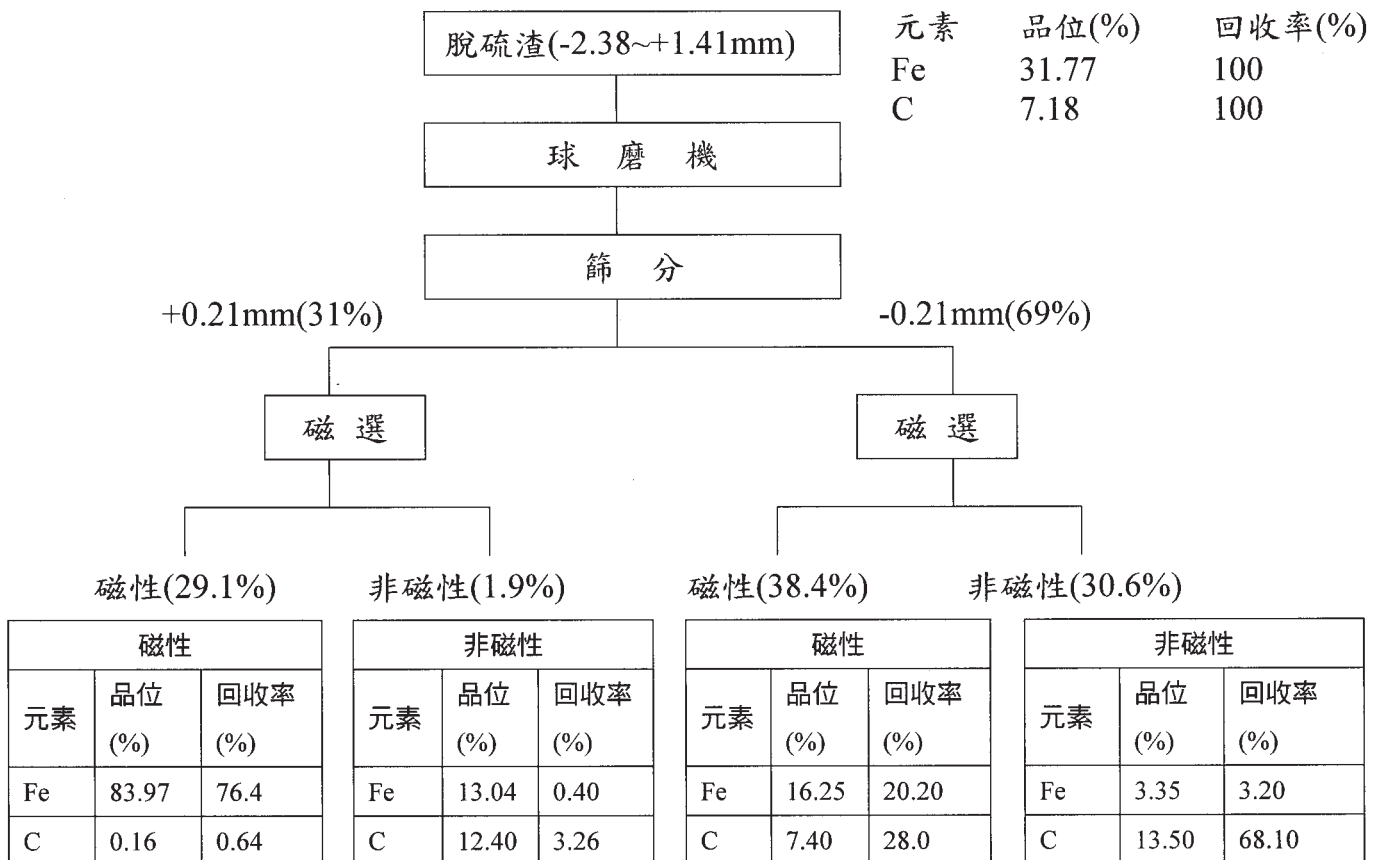 脫硫渣(-2.38~+1.41mm)
元素 品位(%) 回收率(%)
Fe 31.77 100
C 7.18 100
球磨機
篩分
+0.21mm(31%)
-0.21mm(69%)
磁選
磁選
磁性(29.1%)
非磁性(1.9%)
磁性(38.4%)
非磁性(30.6%)
磁性
元素 品位(%) 回收率(%)
Fe 83.97 76.4
C 0.16 0.64
非磁性
元素 品位(%) 回收率(%)
Fe 13.04 0.40
C 12.40 3.26
磁性
元素 品位(%) 回收率(%)
Fe 16.25 20.20
C 7.40 28.0
非磁性
元素 品位(%) 回收率(%)
Fe 3.35 3.20
C 13.50 68.10